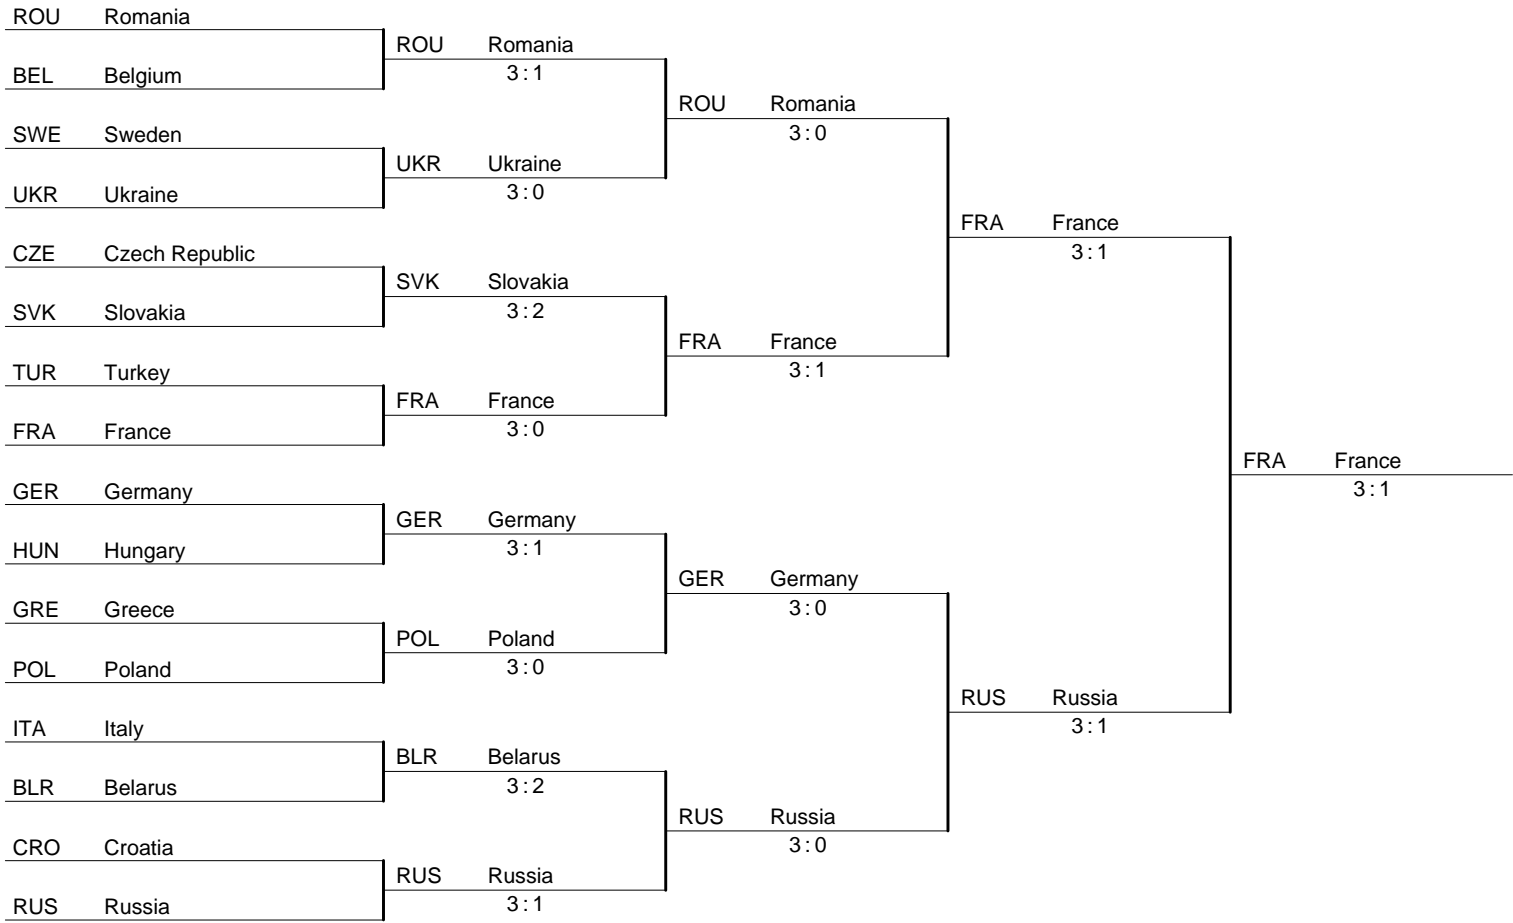 ROU Romania
ROU Romania
3 : 1
BEL Belgium
ROU Romania
3 : 0
SWE Sweden
UKR Ukraine
3 : 0
UKR Ukraine
FRA France
3 : 1
CZE Czech Republic
SVK Slovakia
3 : 2
SVK Slovakia
FRA France
3 : 1
TUR Turkey
FRA France
3 : 0
FRA France
FRA France
3 : 1
GER Germany
GER Germany
3 : 1
HUN Hungary
GER Germany
3 : 0
GRE Greece
POL Poland
3 : 0
POL Poland
RUS Russia
3 : 1
ITA Italy
BLR Belarus
3 : 2
BLR Belarus
RUS Russia
3 : 0
CRO Croatia
RUS Russia
3 : 1
RUS Russia